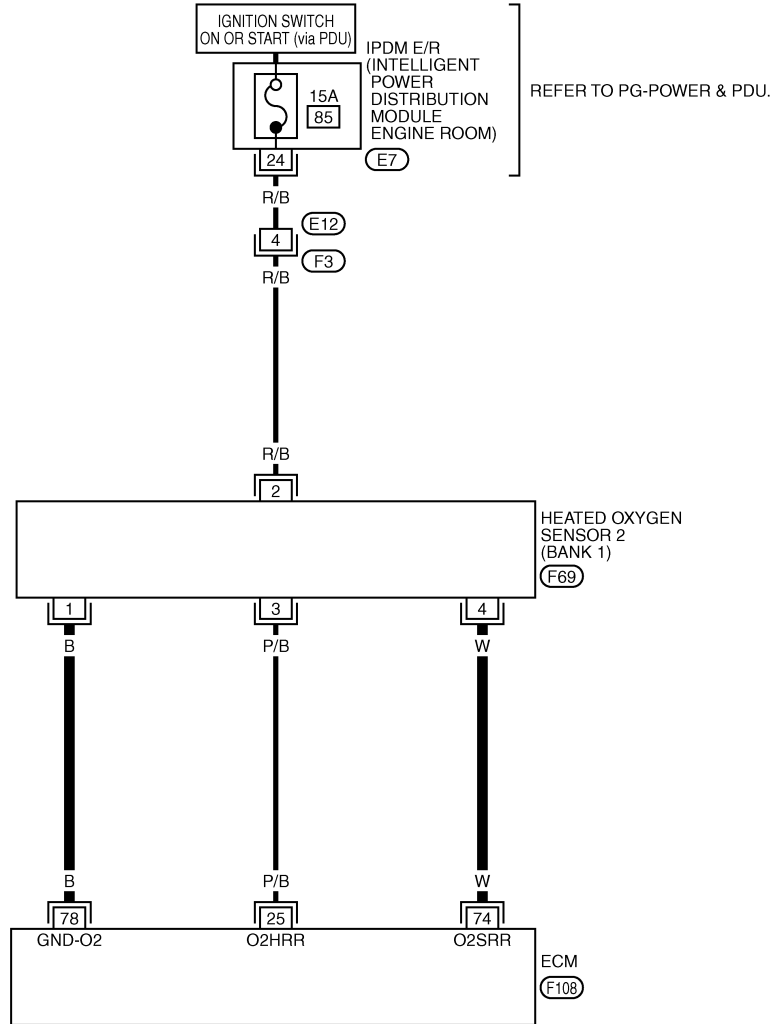 IGNITION SWITCH
ON OR START (via PDU)
IPDM E/R
(INTELLIGENT
POWER
DISTRIBUTION
MODULE
ENGINE ROOM)
REFER TO PG-POWER & PDU.
15A
85
24
E7
R/B
E12
4
F3
R/B
R/B
2
HEATED OXYGEN
SENSOR 2
(BANK 1)
F69
1 3 4
B P/B W
B P/B W
78 25 74
GND-O2 O2HRR O2SRR
ECM
F108